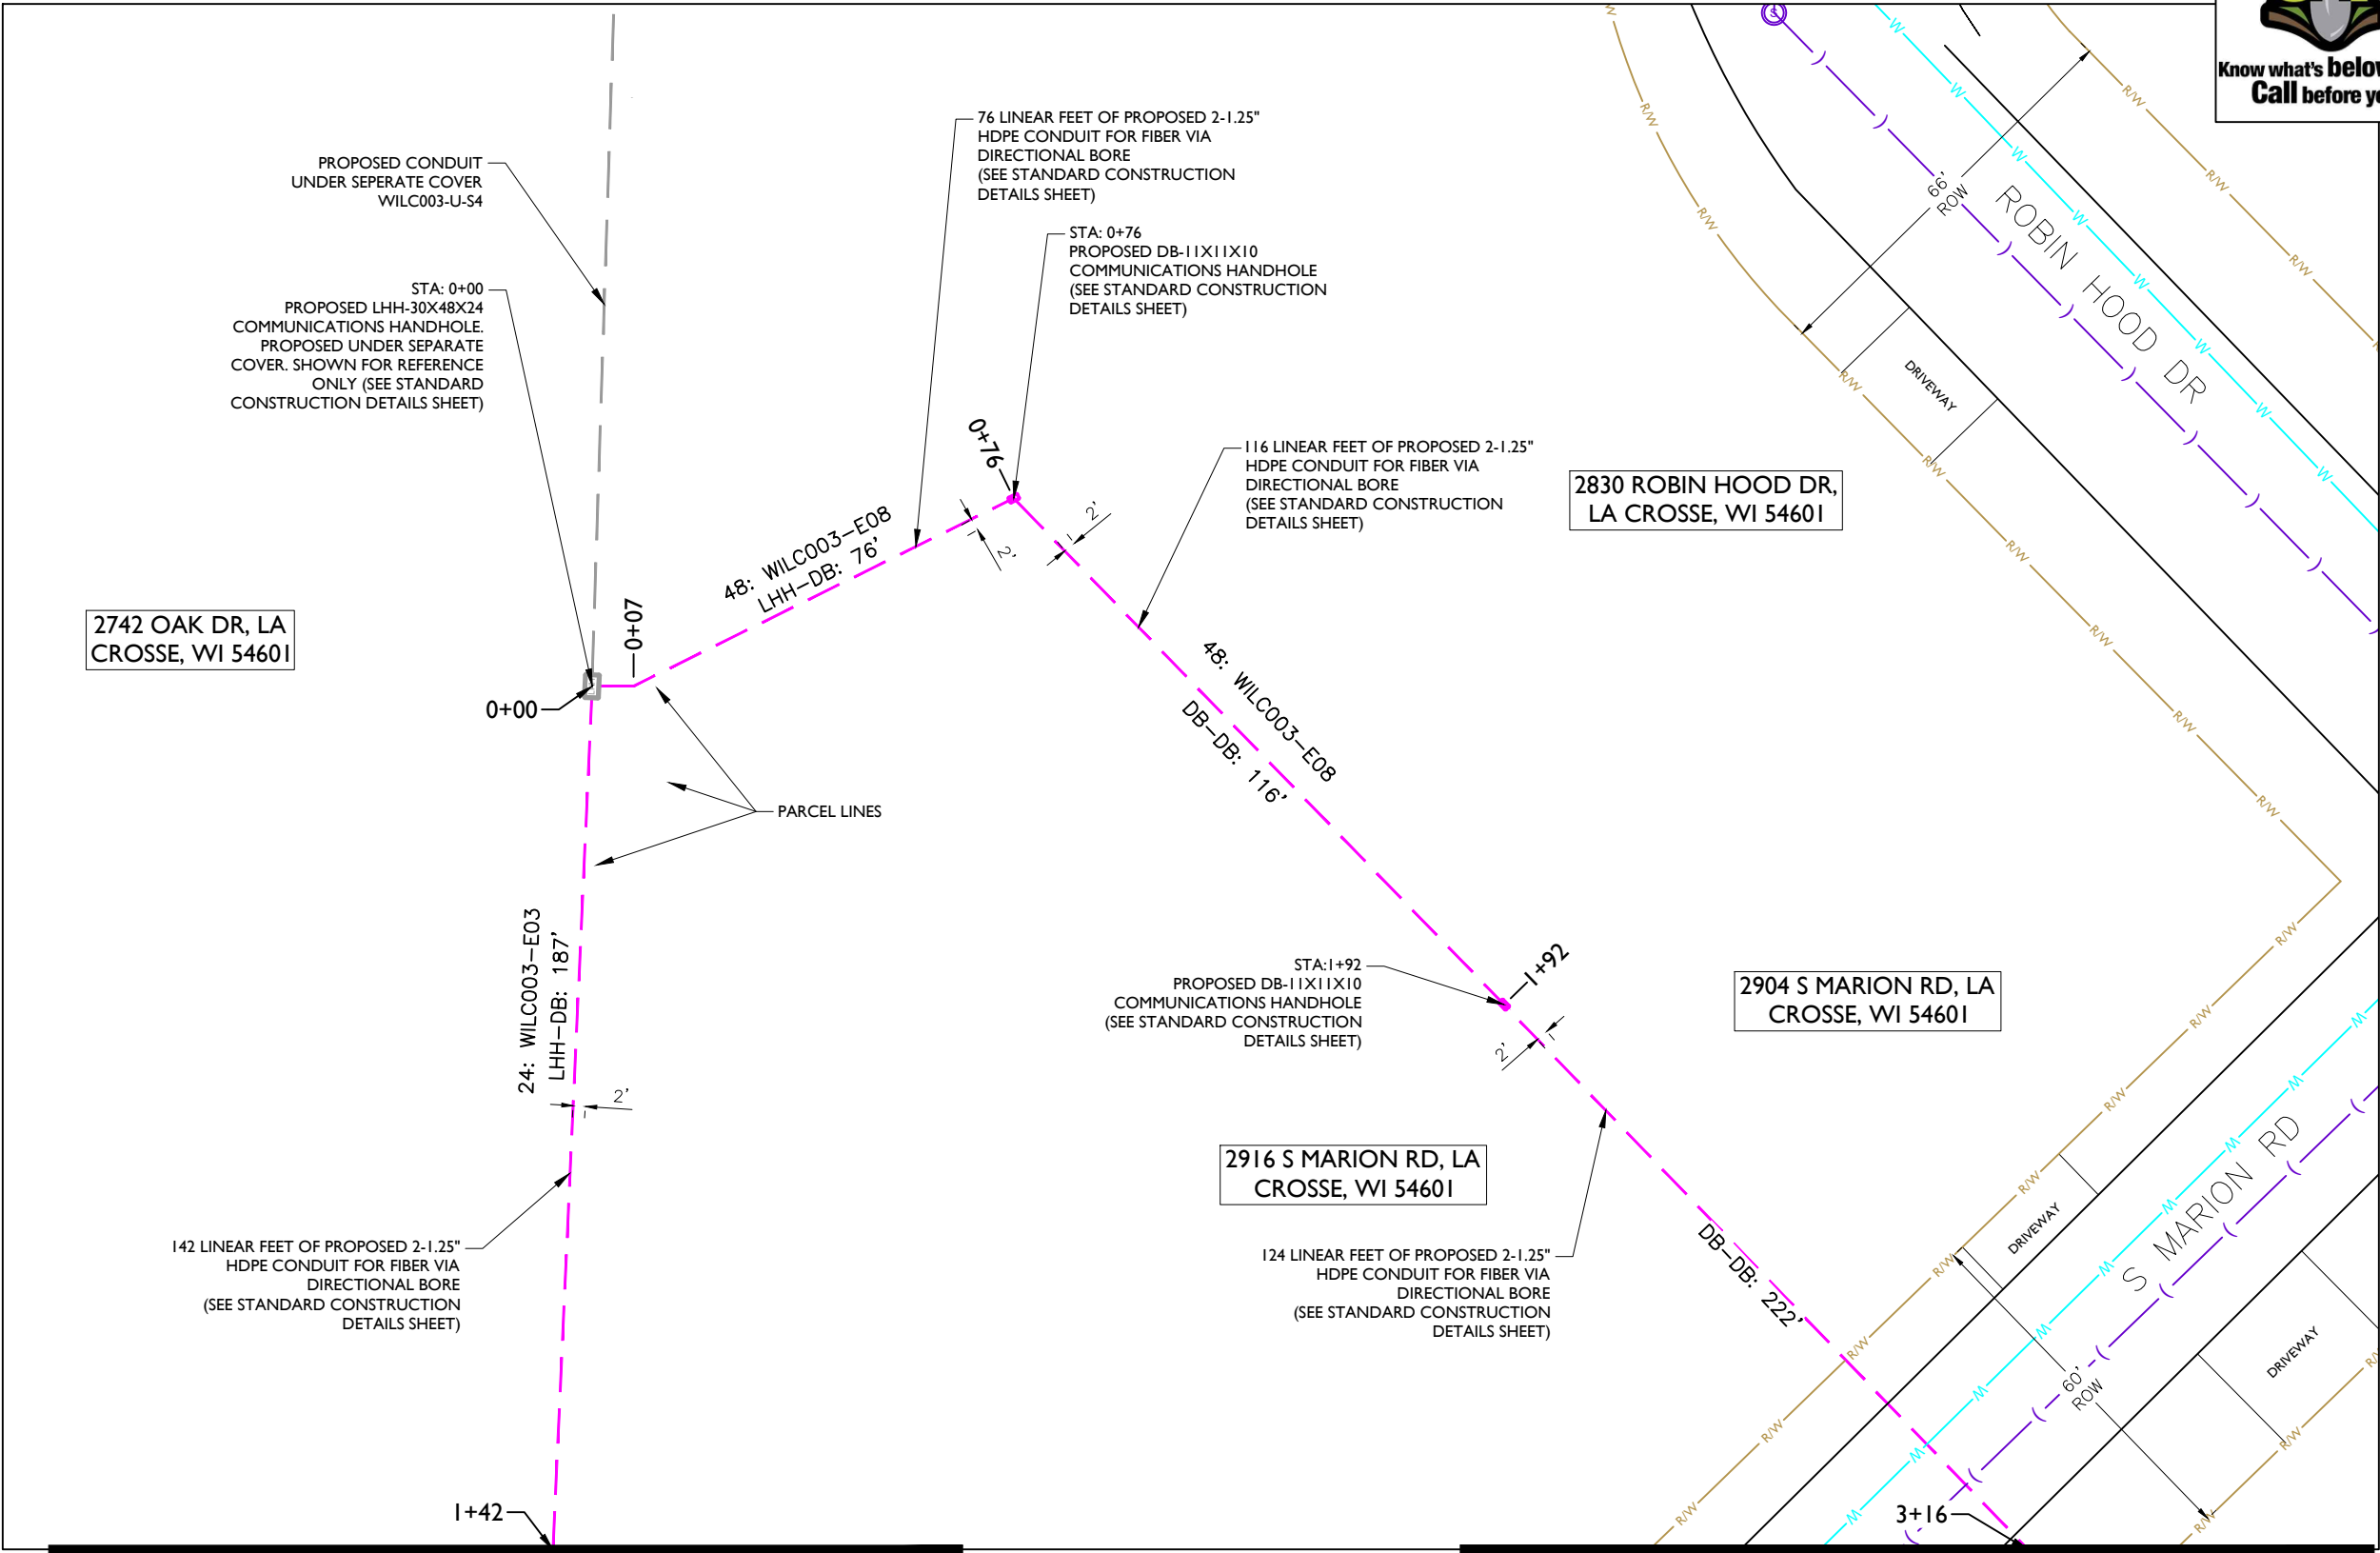 Know what's
Call before
PROPOSED CONDUIT
UNDER SEPERATE COVER
WILC003-U-S4
STA: 0+00
PROPOSED LHH-30X48X24
COMMUNICATIONS HANDHOLE.
PROPOSED UNDER SEPARATE
COVER. SHOWN FOR REFERENCE
ONLY (SEE STANDARD
CONSTRUCTION DETAILS SHEET)
76 LINEAR FEET OF PROPOSED 2-1.25"
HDPE CONDUIT FOR FIBER VIA
DIRECTIONAL BORE
(SEE STANDARD CONSTRUCTION
DETAILS SHEET)
STA: 0+76
PROPOSED DB-11X11X10
COMMUNICATIONS HANDHOLE
(SEE STANDARD CONSTRUCTION
DETAILS SHEET)
0+76
116 LINEAR FEET OF PROPOSED 2-1.25"
HDPE CONDUIT FOR FIBER VIA
DIRECTIONAL BORE
(SEE STANDARD CONSTRUCTION
DETAILS SHEET)
2830 ROBIN HOOD DR,
LA CROSSE, WI 54601
66'
ROW
ROBIN HOOD DR
DRIVEWAY
S
R/W
R/W
R/W
R/W
R/W
R/W
R/W
R/W
R/W
R/W
R/W
R/W
R/W
W
W
W
W
W
W
W
W
2'
2'
48: WILC003-E08
LHH-DB: 76'
2742 OAK DR, LA
CROSSE, WI 54601
0+07
0+00
PARCEL LINES
48: WILC003-E08
DB-DB: 116'
24: WILC003-E03
LHH-DB: 187'
2'
STA:1+92
PROPOSED DB-11X11X10
COMMUNICATIONS HANDHOLE
(SEE STANDARD CONSTRUCTION
DETAILS SHEET)
1+92
2'
2904 S MARION RD, LA
CROSSE, WI 54601
2916 S MARION RD, LA
CROSSE, WI 54601
142 LINEAR FEET OF PROPOSED 2-1.25"
HDPE CONDUIT FOR FIBER VIA
DIRECTIONAL BORE
(SEE STANDARD CONSTRUCTION
DETAILS SHEET)
124 LINEAR FEET OF PROPOSED 2-1.25"
HDPE CONDUIT FOR FIBER VIA
DIRECTIONAL BORE
(SEE STANDARD CONSTRUCTION
DETAILS SHEET)
DB-DB: 222'
S MARION RD
DRIVEWAY
DRIVEWAY
60'
ROW
R/W
R/W
R/W
R/W
R/W
R/W
R/W
R/W
R/W
R/W
W
W
W
W
W
W
W
W
W
1+42
3+16